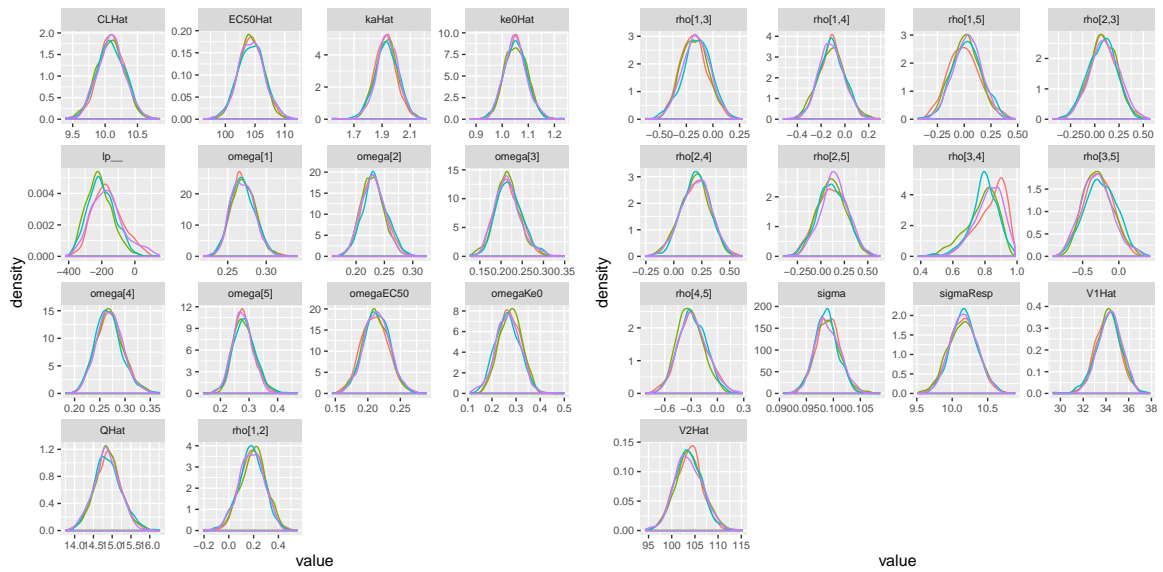 CLHat EC50Hat kaHat ke0Hat
2.0 1.5 1.0 0.5 0.0
0.20 0.15 0.10 0.05 0.00
4 2 0
10.0 7.5 5.0 2.5 0.0
9.5 10.0 10.5
100 105 110
1.7 1.9 2.1
0.9 1.0 1.1 1.2
lp__ omega[1] omega[2] omega[3]
0.004 0.002 0.000
20 10 0
20 15 10 5 0
15 10 5 0
−400 −200 0
0.25 0.30
0.20 0.25 0.30
0.15 0.20 0.25 0.30 0.35
omega[4] omega[5] omegaEC50 omegaKe0
15 10 5 0
12 9 6 3 0
20 15 10 5 0
8 6 4 2 0
0.20 0.25 0.30 0.35
0.2 0.3 0.4
0.15 0.20 0.25
0.1 0.2 0.3 0.4 0.5
QHat rho[1,2]
1.2 0.8 0.4 0.0
4 3 2 1 0
14.0 14.5 15.0 15.5 16.0
−0.2 0.0 0.2 0.4
density
value
rho[1,3] rho[1,4] rho[1,5] rho[2,3]
3 2 1 0
4 3 2 1 0
3 2 1 0
2 1 0
−0.50 −0.25 0.00 0.25
−0.4 −0.2 0.0 0.2
−0.25 0.00 0.25 0.50
−0.25 0.00 0.25 0.50
rho[2,4] rho[2,5] rho[3,4] rho[3,5]
3 2 1 0
3 2 1 0
4 2 0
1.5 1.0 0.5 0.0
−0.25 0.00 0.25 0.50
−0.25 0.00 0.25 0.50
0.4 0.6 0.8 1.0
−0.5 0.0
rho[4,5] sigma sigmaResp V1Hat
2 1 0
200 150 100 50 0
2.0 1.5 1.0 0.5 0.0
0.4 0.3 0.2 0.1 0.0
−0.6 −0.3 0.0 0.3
0.090 0.095 0.100 0.105
9.5 10.0 10.5
30 32 34 36 38
V2Hat
0.15 0.10 0.05 0.00
95 100 105 110 115
density
value